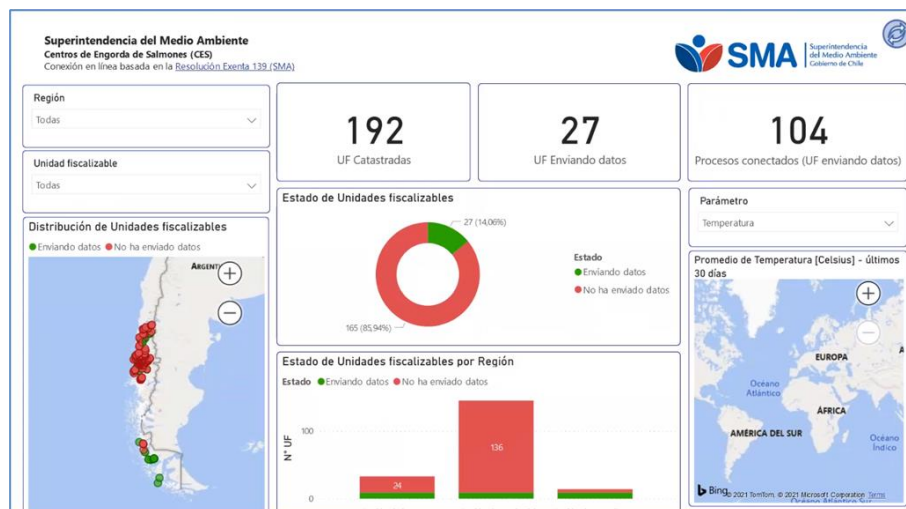 Superintendencia del Medio Ambiente
Centros de Engorda de Salmones (CES)
Conexión en línea basada en la Resolución Exenta 139 (SMA)
SMA
Superintendencia
del Medio Ambiente
Gobierno de Chile
Región
Todas
Unidad fiscalizable
Todas
192
UF Catastradas
27
UF Enviando datos
104
Procesos conectados (UF enviando datos)
Distribución de Unidades fiscalizables
Enviando datos No ha enviado datos
ARGENTI
Estado de Unidades fiscalizables
27 (14,06%)
165 (85,94%)
Estado
Enviando datos
No ha enviado datos
Parámetro
Temperatura
Promedio de Temperatura [Celsius] - últimos
30 días
EUROPA
Océano
Atlántico
ÁFRICA
AMÉRICA DEL SUR
Océano
Índico
A
Bing
© 2021 TomTom, © 2021 Microsoft Corporation Terms
Océano Atlántico Sur
Estado de Unidades fiscalizables por Región
Estado Enviando datos No ha enviado datos
N° UF
100
0
24
136